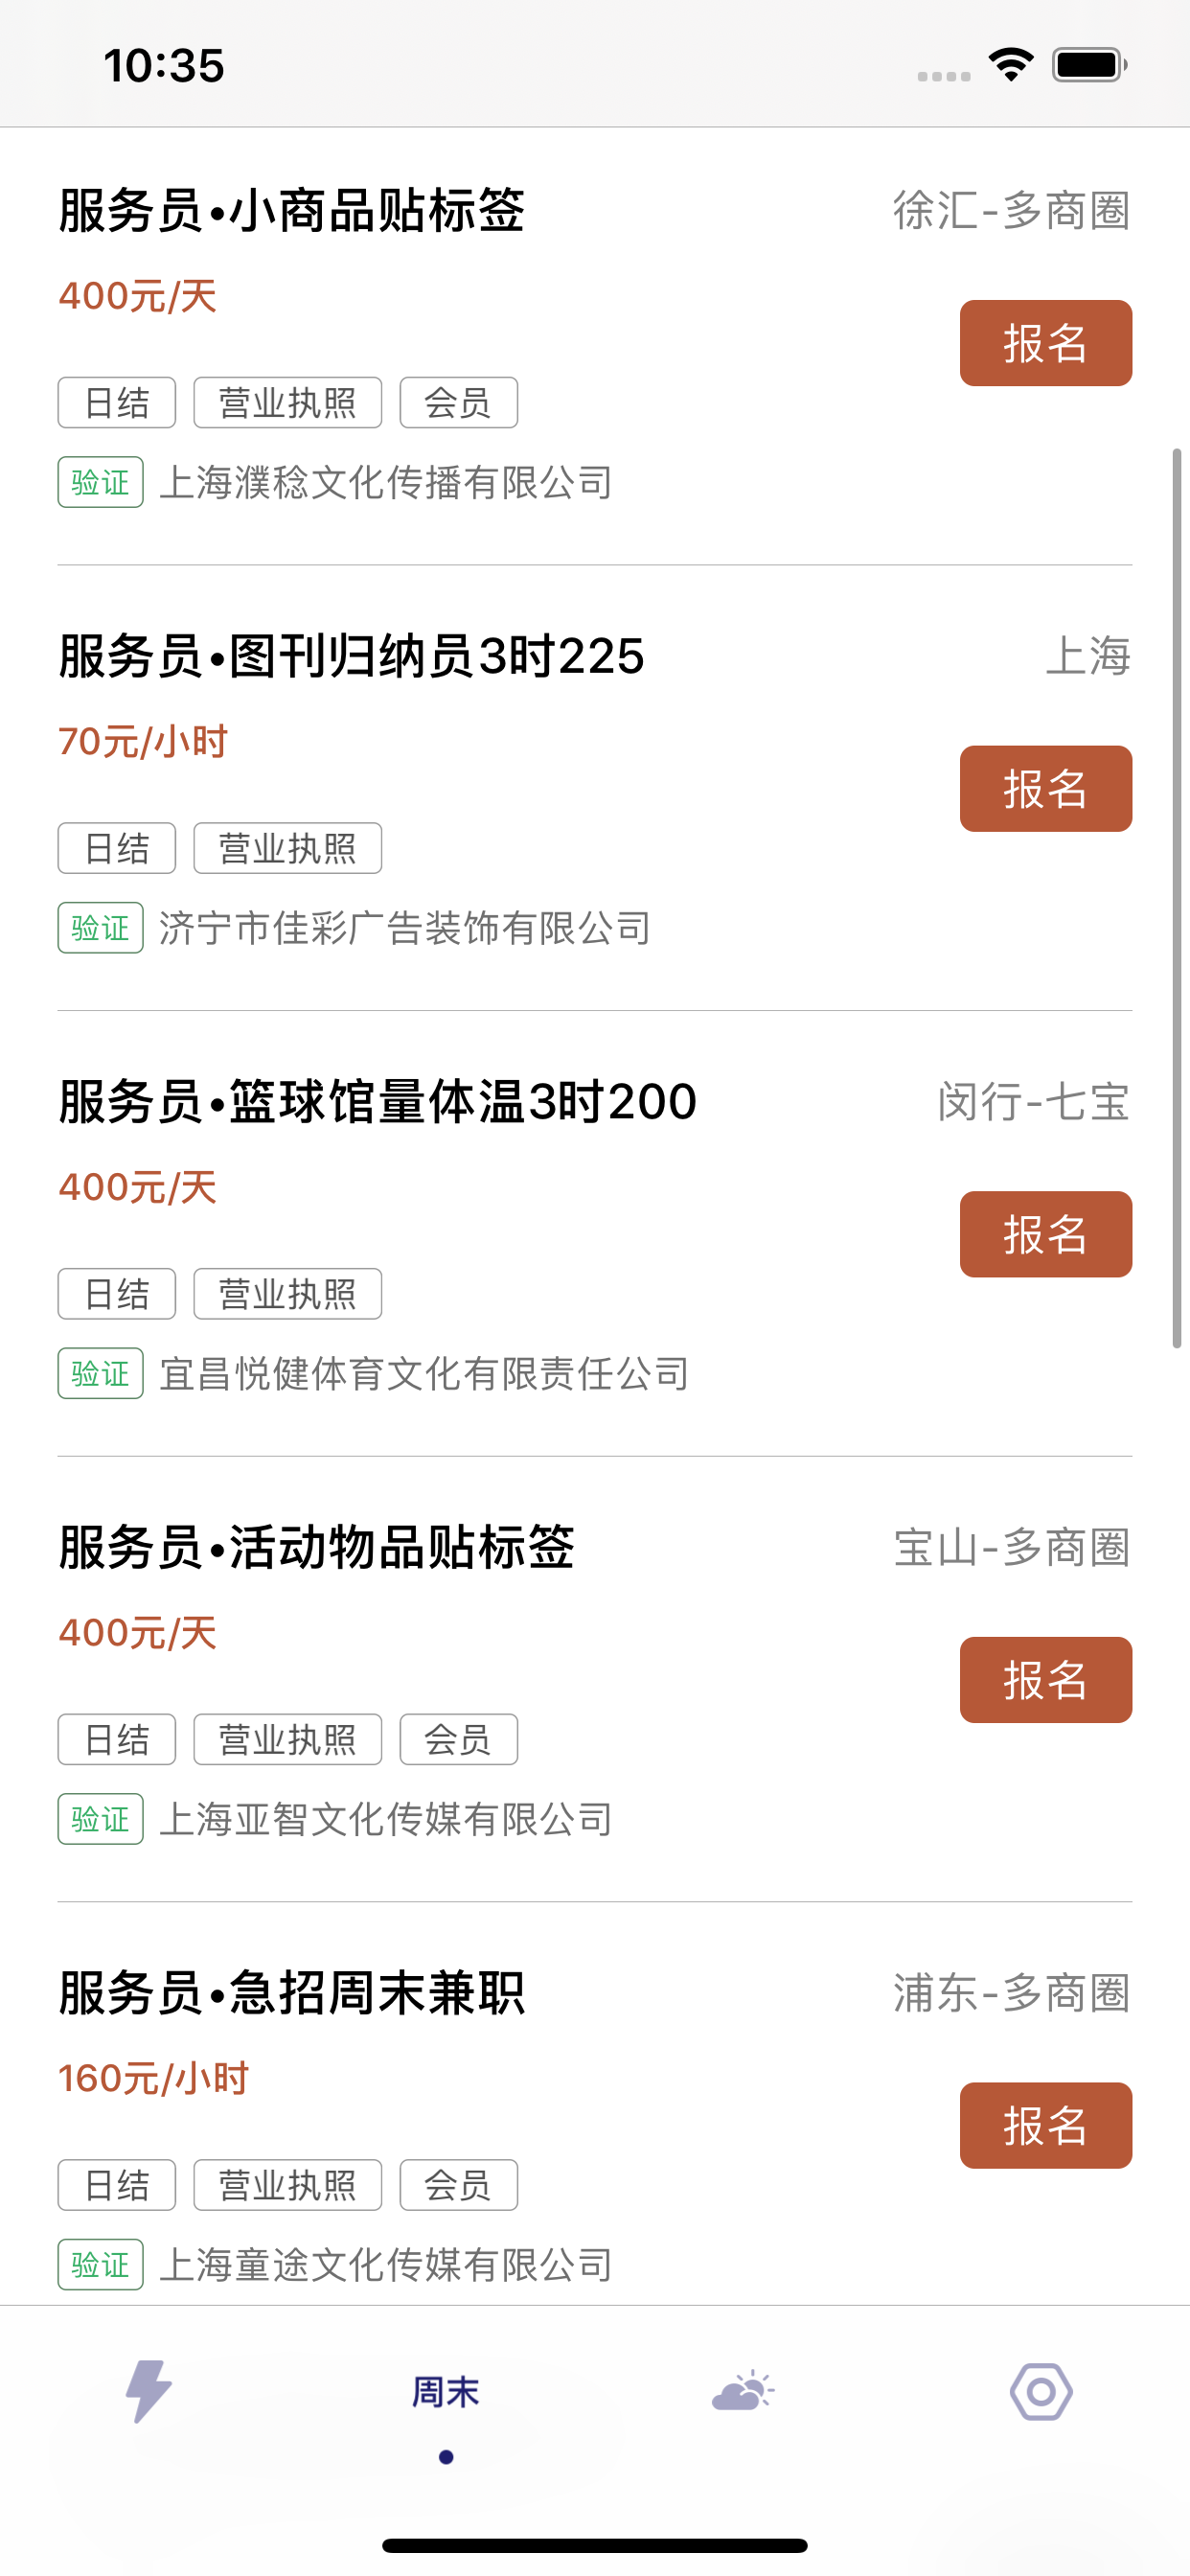 10:35
服务员•小商品贴标签
徐汇-多商圈
400元/天
报名
日结 营业执照 会员
验证 上海濮稔文化传播有限公司
服务员•图刊归纳员3时225
上海
70元/小时
报名
日结 营业执照
验证 济宁市佳彩广告装饰有限公司
服务员•篮球馆量体温3时200
闵行-七宝
400元/天
报名
日结 营业执照
验证 宜昌悦健体育文化有限责任公司
服务员•活动物品贴标签
宝山-多商圈
400元/天
报名
日结 营业执照 会员
验证 上海亚智文化传媒有限公司
服务员•急招周末兼职
浦东-多商圈
160元/小时
报名
日结 营业执照 会员
验证 上海童途文化传媒有限公司
周末